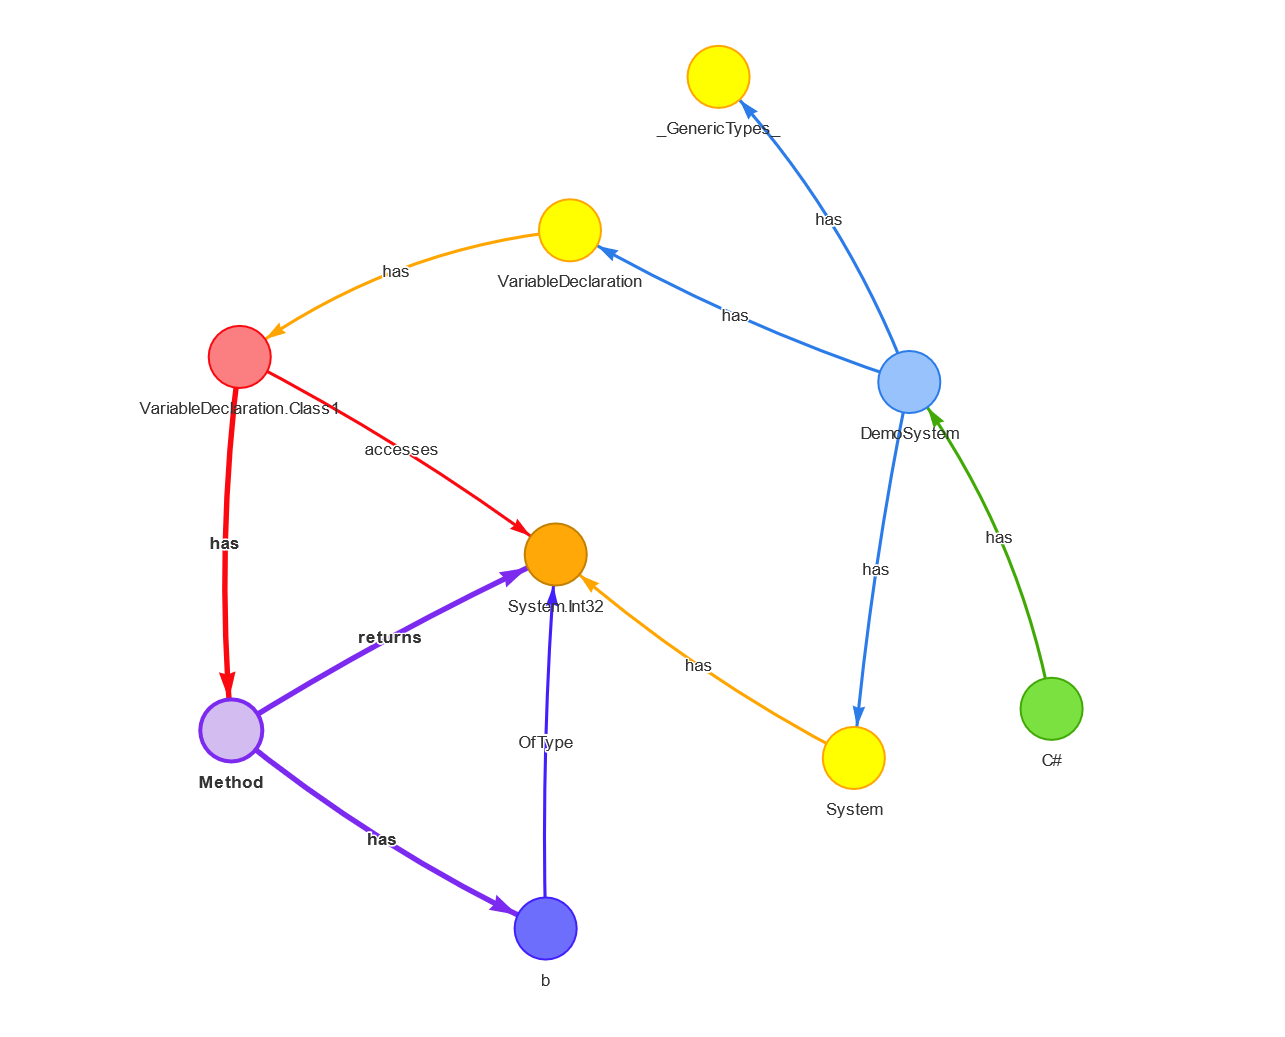 _GenericTypes_
has
has
VariableDeclaration
has
has
VariableDeclaration.Class1
DemoSystem
accesses
has
has
has
System.Int32
returns
has
OfType
C#
Method
System
has
b